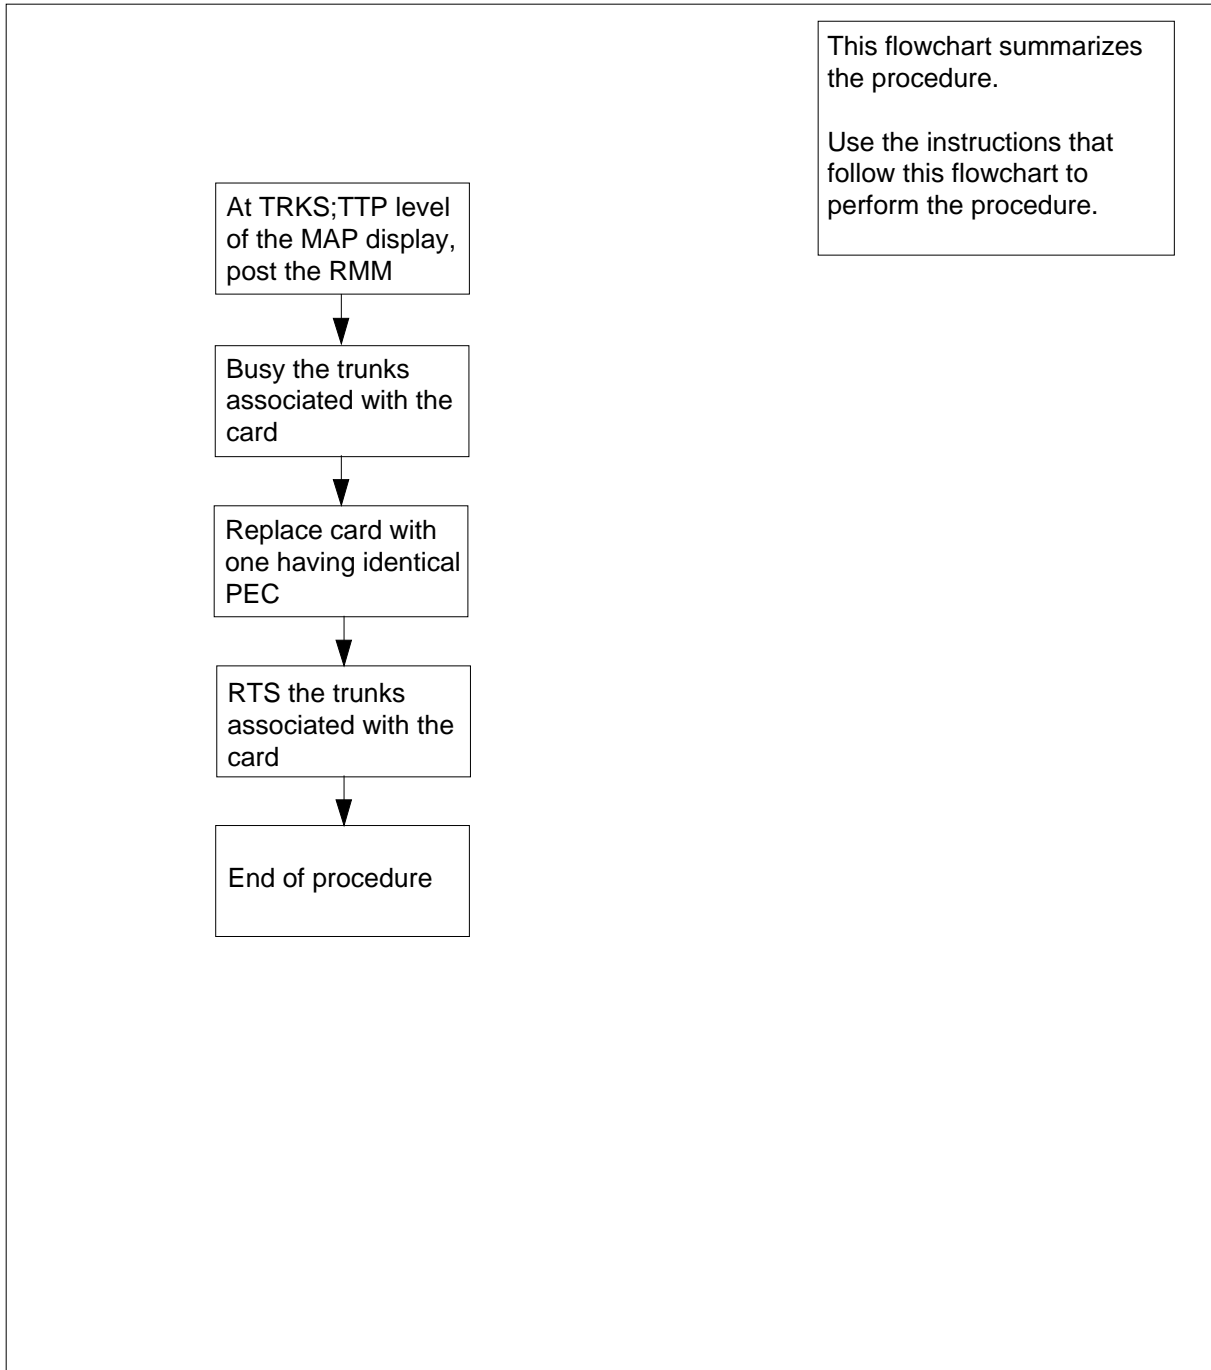 This flowchart summarizes
the procedure.
Use the instructions that
follow this flowchart to
perform the procedure.
At TRKS;TTP level
of the MAP display,
post the RMM
Busy the trunks
associated with the
card
Replace card with
one having identical
PEC
RTS the trunks
associated with the
card
End of procedure